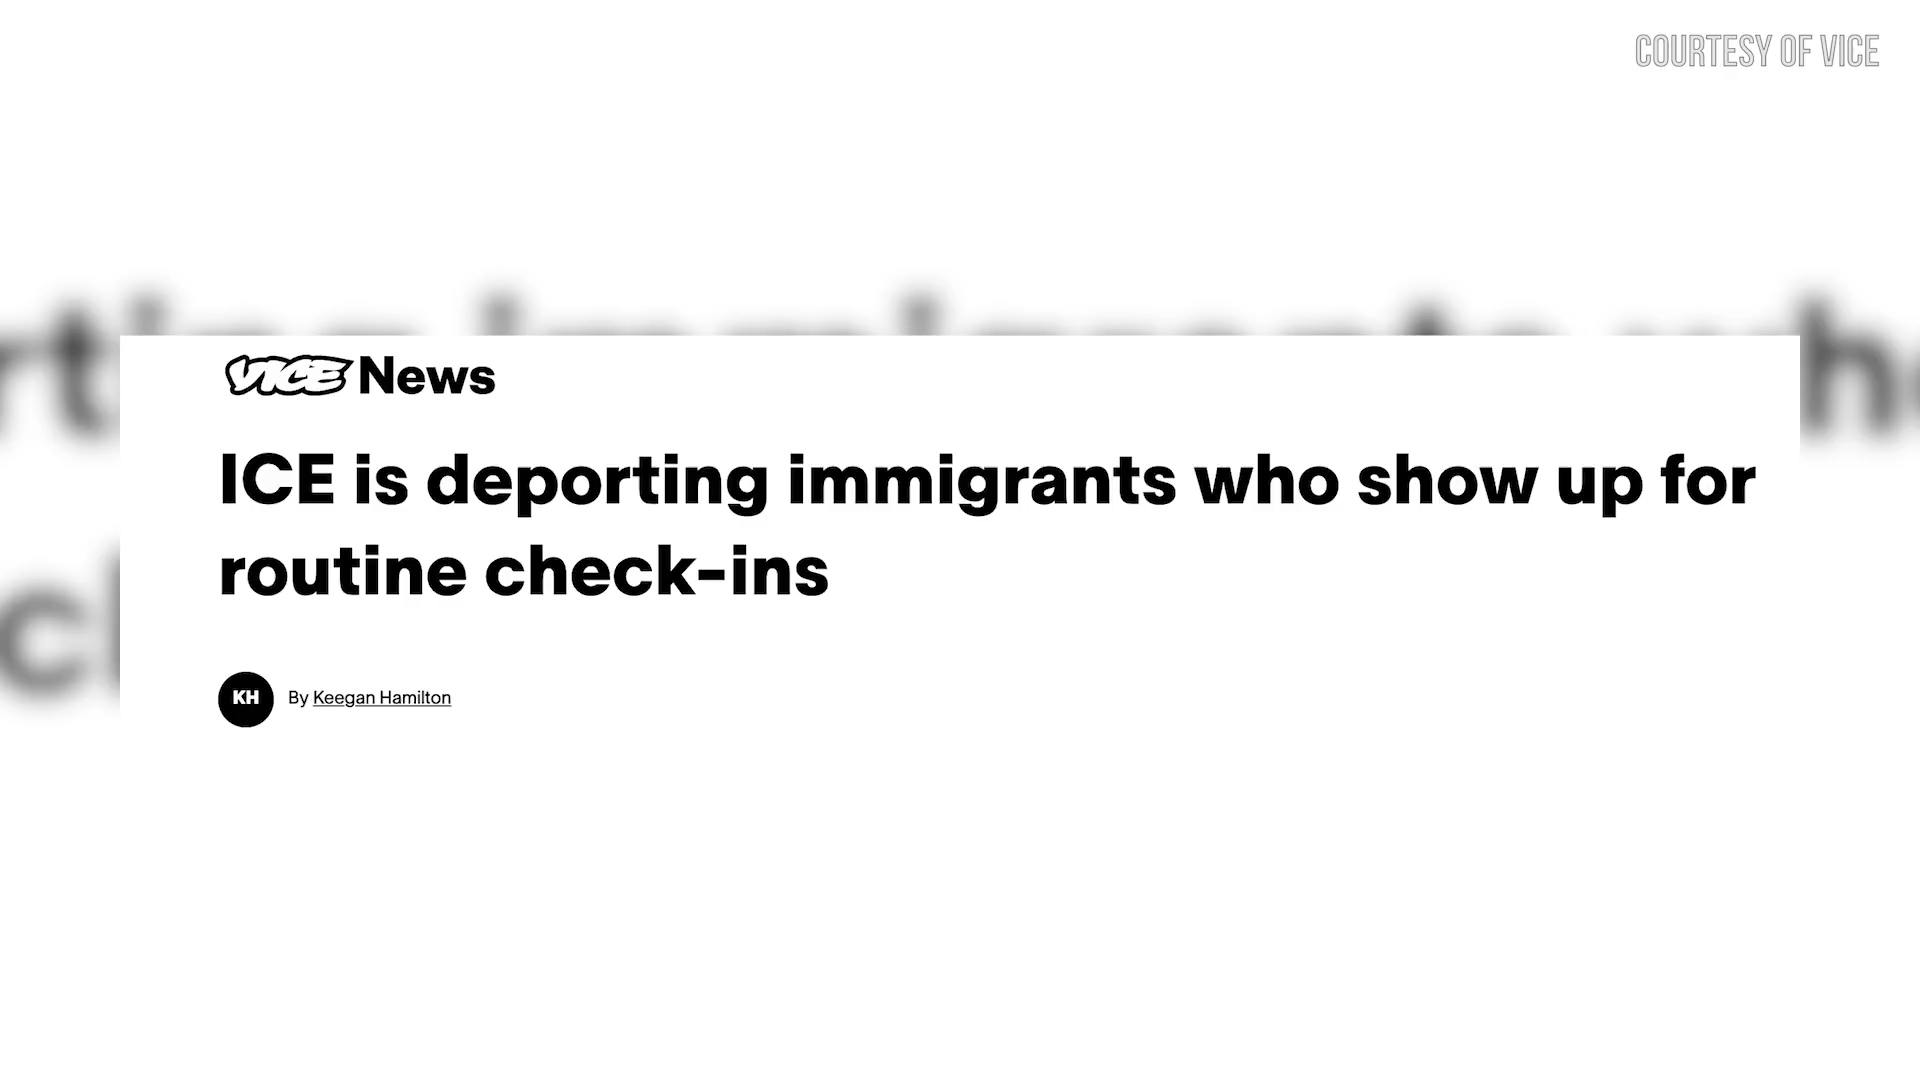 COURTESY OF VICE
VICE News
ICE is deporting immigrants who show up for
routine check-ins
KH By Keegan Hamilton